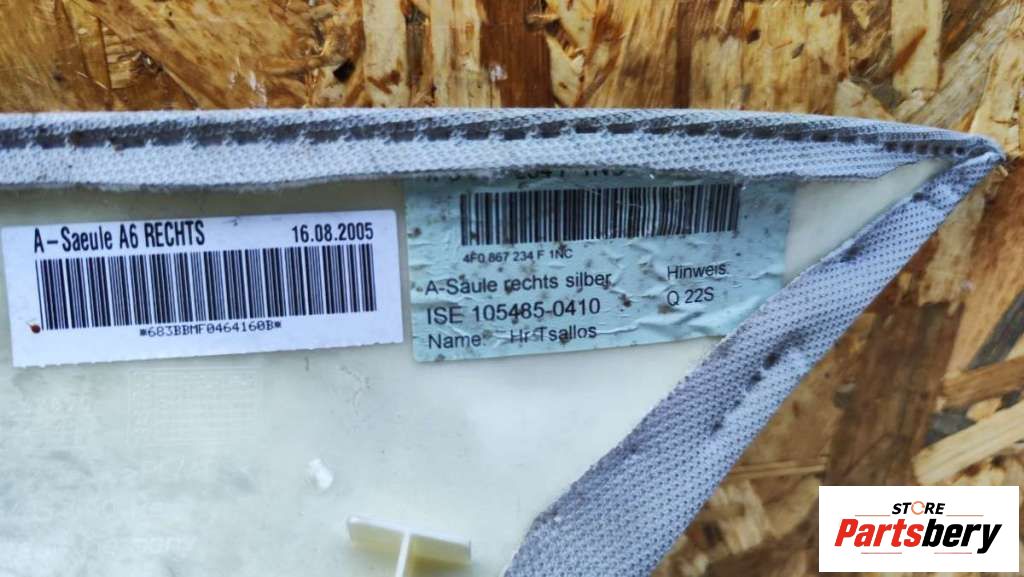 A-Saeule A6 RECHTS 16.08.2005
*683BBMF0464160B*
4F0 867 234 F 1NC
A-Säule rechts silber
Hinweis:
ISE 105485-0410
Q 22S
Name: Hr Tsallos
STORE
Partsbery